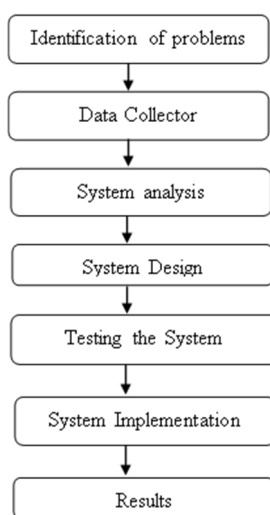 Identification of problems
Data Collector
System analysis
System Design
Testing the System
System Implementation
Results